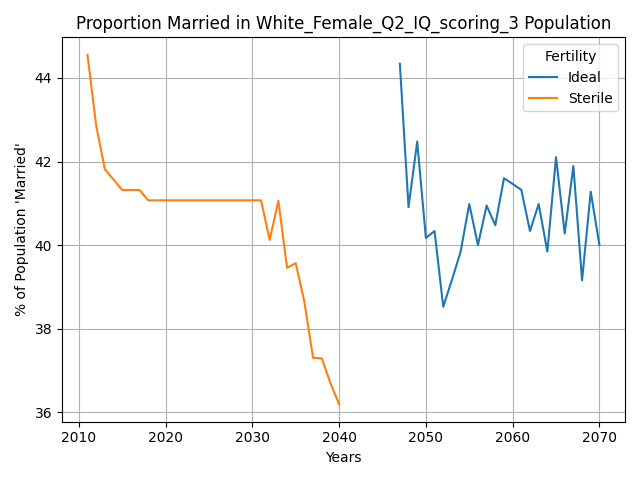 Proportion Married in White_Female_Q2_IQ_scoring_3 Population
Fertility
Ideal
Sterile
% of Population 'Married'
44
42
40
38
36
2010 2020 2030 2040 2050 2060 2070
Years